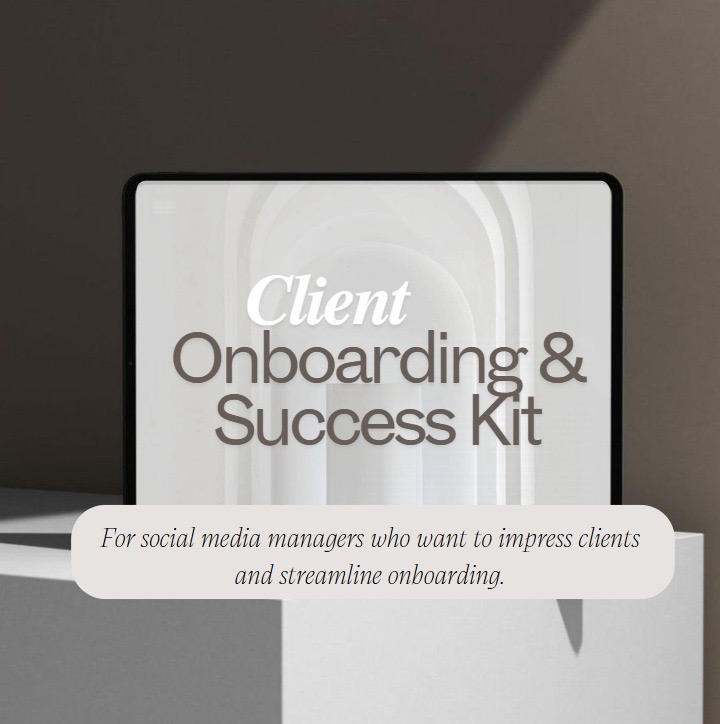 Client
Onboarding &
Success Kit
For social media managers who want to impress clients
and streamline onboarding.